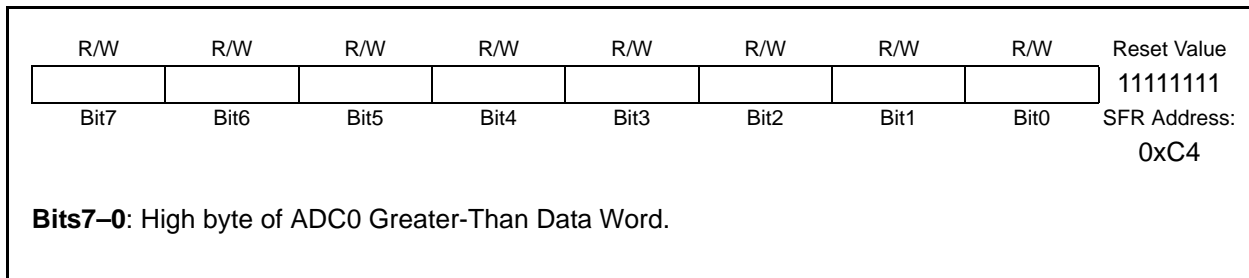 R/W R/W R/W R/W R/W R/W R/W R/W Reset Value
11111111
Bit7 Bit6 Bit5 Bit4 Bit3 Bit2 Bit1 Bit0 SFR Address:
0xC4
Bits7–0: High byte of ADC0 Greater-Than Data Word.